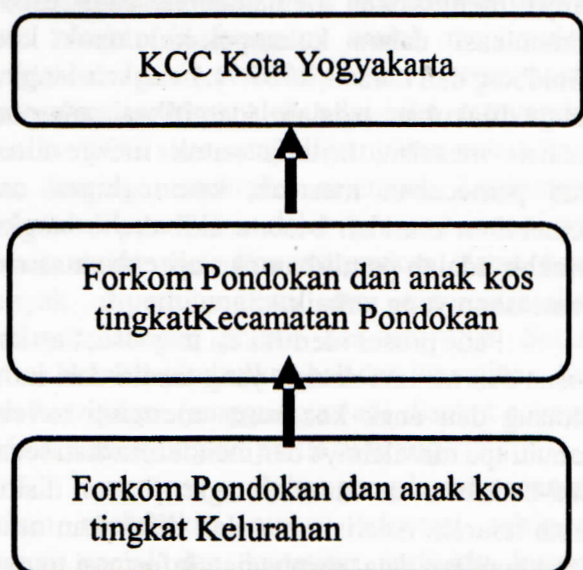 KCC Kota Yogyakarta
Forkom Pondokan dan anak kos
tingkatKecamatan Pondokan
Forkom Pondokan dan anak kos
tingkat Kelurahan